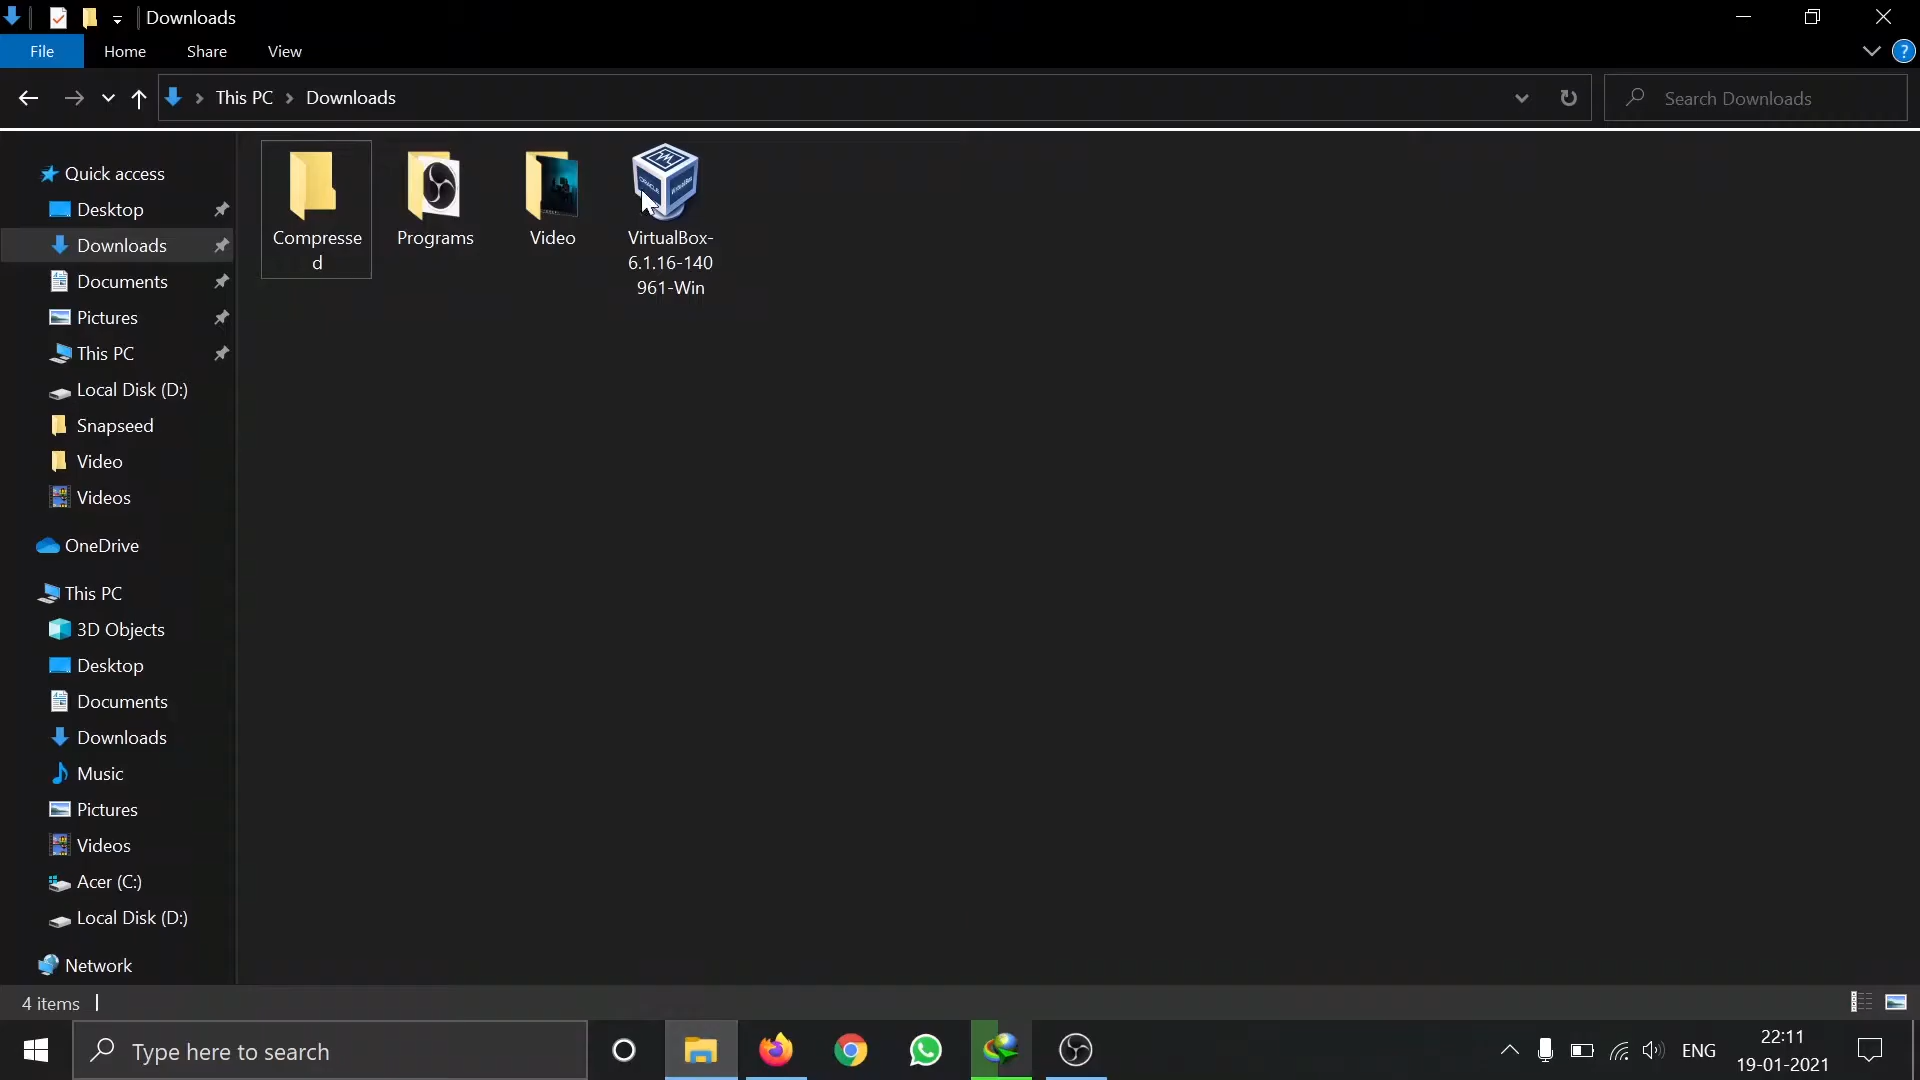 Downloads
File
Home
Share
View
This PC
Downloads
Search Downloads
Quick access
Desktop
Downloads
Documents
Pictures
This PC
Local Disk (D:)
Snapseed
Video
Videos
OneDrive
This PC
3D Objects
Desktop
Documents
Downloads
Music
Pictures
Videos
Acer (C:)
Local Disk (D:)
Network
Compresse
d
Programs
Video
VirtualBox-
6.1.16-140
961-Win
4 items
Type here to search
ENG
22:11
19-01-2021